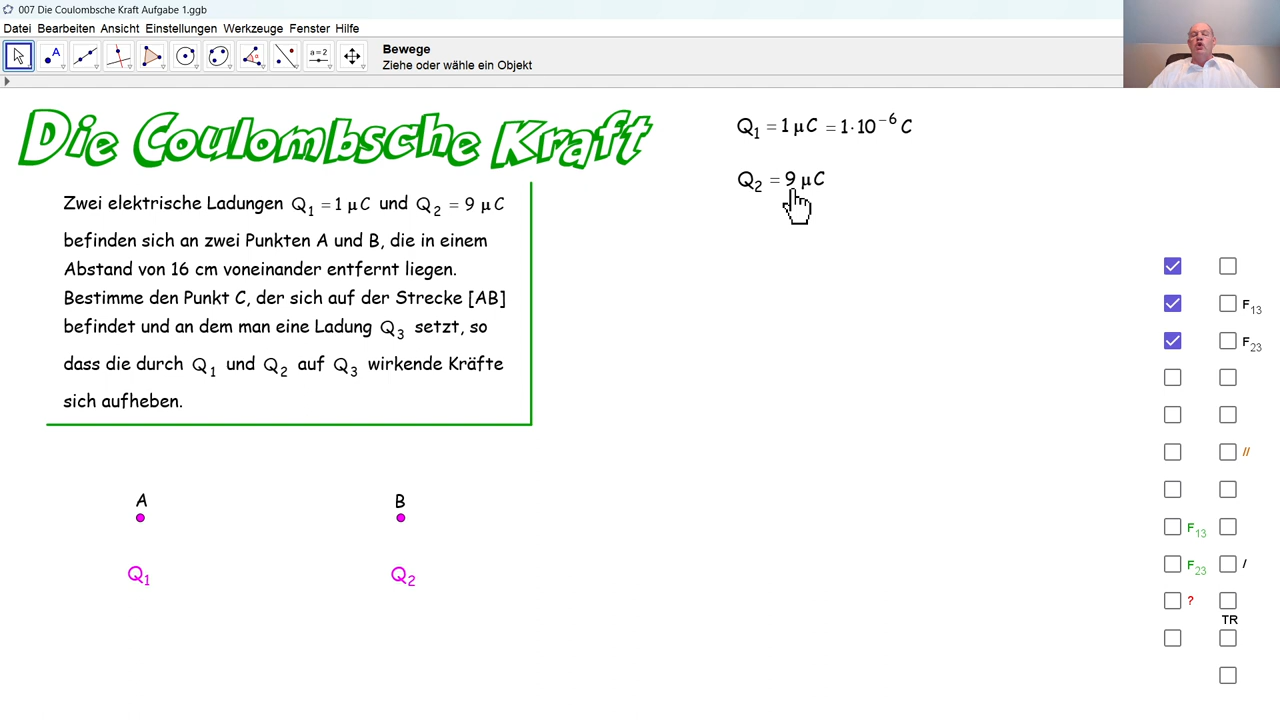 007 Die Coulombsche Kraft Aufgabe 1.ggb
Datei Bearbeiten Ansicht Einstellungen Werkzeuge Fenster Hilfe
A a=2 Bewege
Ziehe oder wähle ein Objekt
Die Coulombsche Kraft
Zwei elektrische Ladungen Q₁ = 1 μC und Q₂ = 9 μC
befinden sich an zwei Punkten A und B, die in einem
Abstand von 16 cm voneinander entfernt liegen.
Bestimme den Punkt C, der sich auf der Strecke [AB]
befindet und an dem man eine Ladung Q₃ setzt, so
dass die durch Q₁ und Q₂ auf Q₃ wirkende Kräfte
sich aufheben.
Q₁ = 1 μC = 1·10⁻⁶ C
Q₂ = 9 μC
A B
Q₁ Q₂
F₁₃
F₂₃
//
F₁₃
F₂₃ /
?
TR